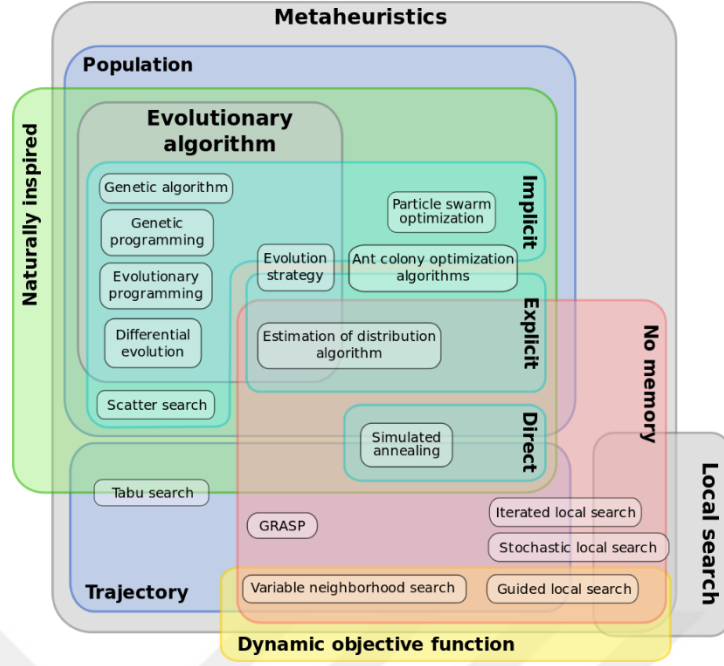 Metaheuristics
Population
Naturally inspired
Evolutionary
algorithm
Genetic algorithm
Genetic
programming
Evolutionary
programming
Differential
evolution
Scatter search
Evolution
strategy
Particle swarm
optimization
Ant colony optimization
algorithms
Implicit
Estimation of distribution
algorithm
Explicit
Simulated
annealing
Direct
No memory
Local search
Tabu search
GRASP
Iterated local search
Stochastic local search
Trajectory
Variable neighborhood search
Guided local search
Dynamic objective function